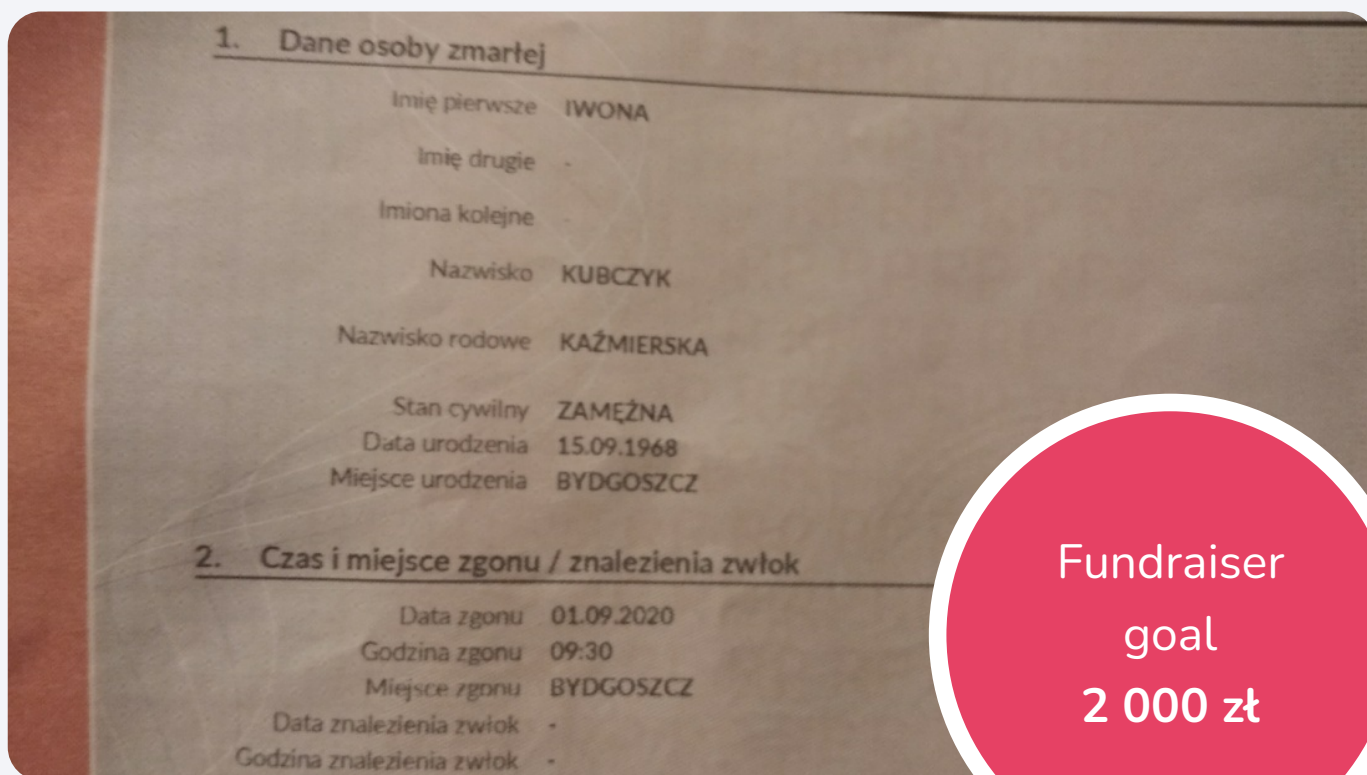 1. Dane osoby zmarłej
Imię pierwsze IWONA
Imię drugie -
Imiona kolejne -
Nazwisko KUBCZYK
Nazwisko rodowe KAŹMIERSKA
Stan cywilny ZAMĘŻNA
Data urodzenia 15.09.1968
Miejsce urodzenia BYDGOSZCZ
2. Czas i miejsce zgonu / znalezienia zwłok
Data zgonu 01.09.2020
Godzina zgonu 09:30
Miejsce zgonu BYDGOSZCZ
Data znalezienia zwłok -
Godzina znalezienia zwłok -
Fundraiser
goal
2 000 zł